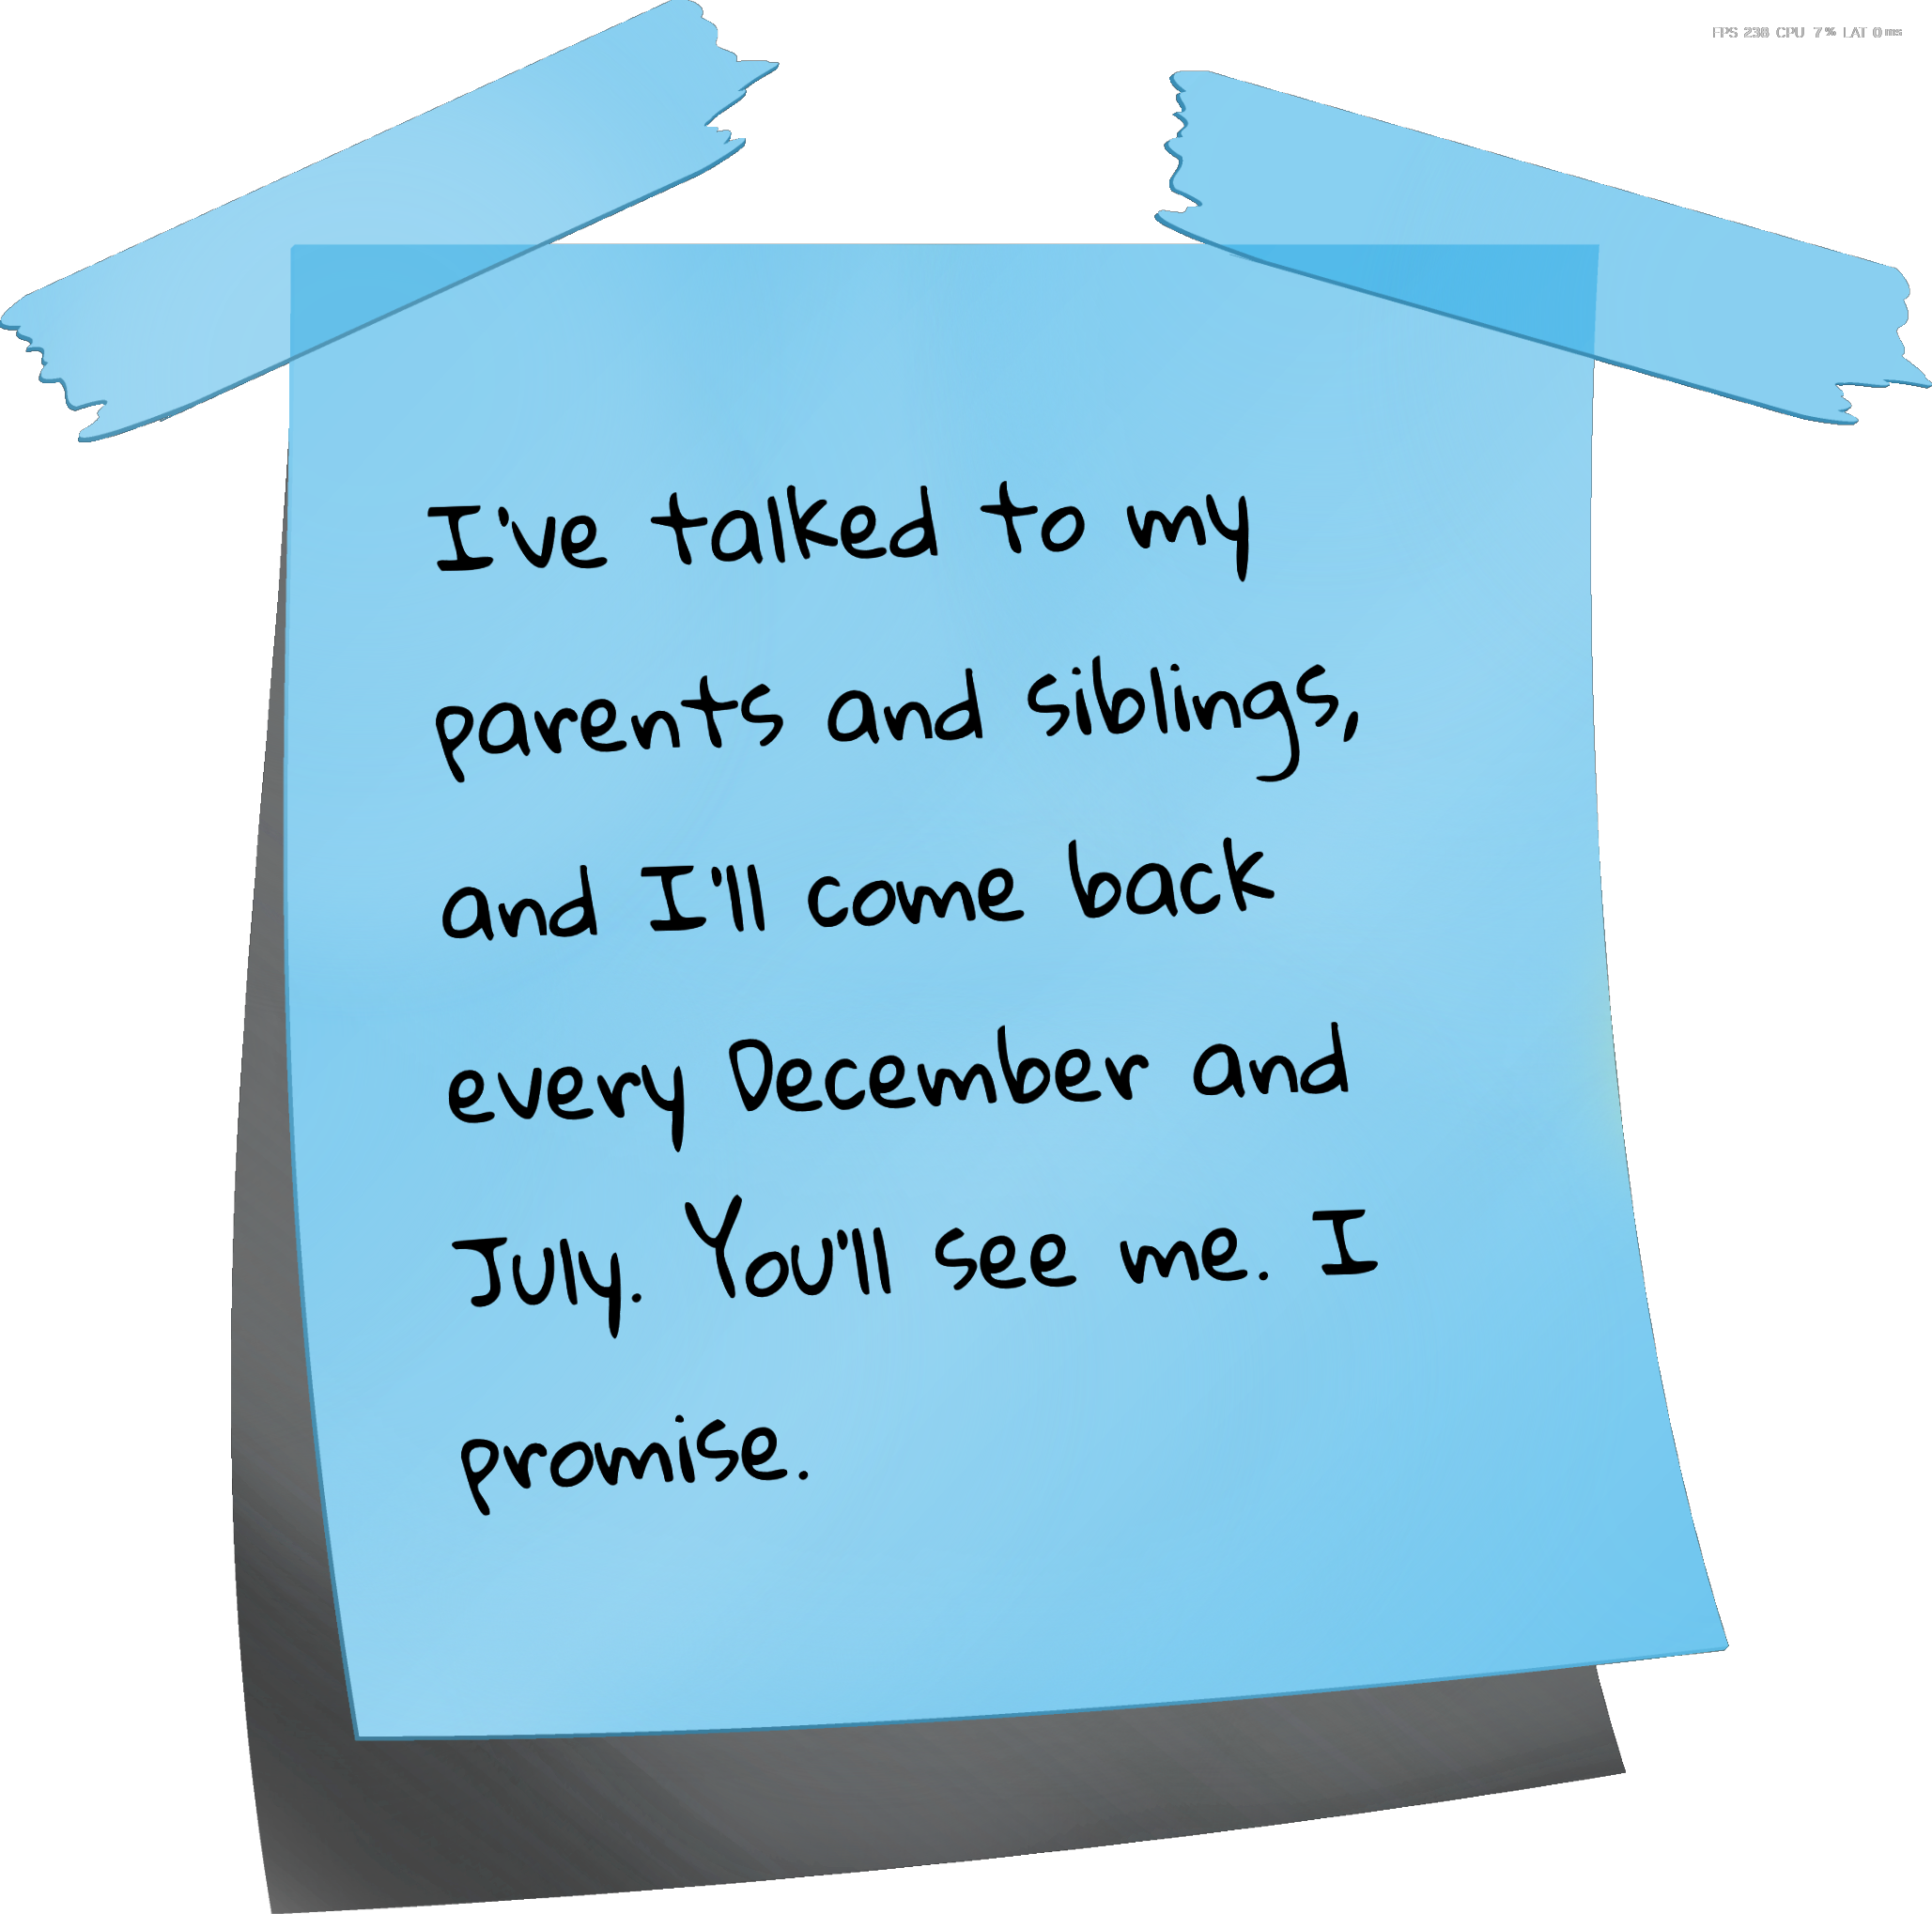 FPS 238 CPU 7% LAT 0 ms
I've talked to my
parents and siblings,
and I'll come back
every December and
July. You'll see me. I
promise.